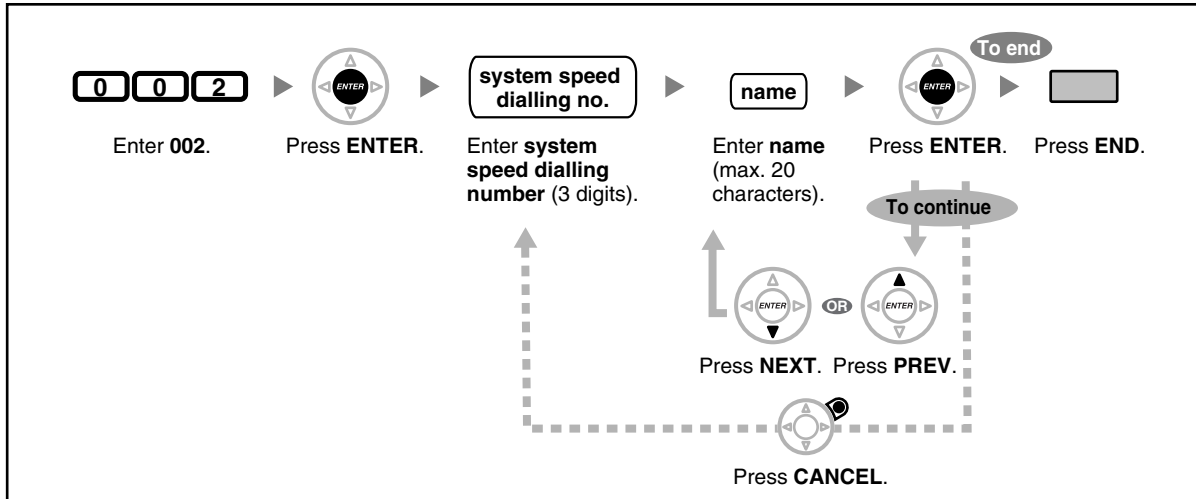 To end
0 0 2
ENTER
system speed
dialling no.
name
ENTER
Enter 002.
Press ENTER.
Enter system
speed dialling
number (3 digits).
Enter name
(max. 20
characters).
Press ENTER.
Press END.
To continue
ENTER
OR
ENTER
Press NEXT.
Press PREV.
Press CANCEL.